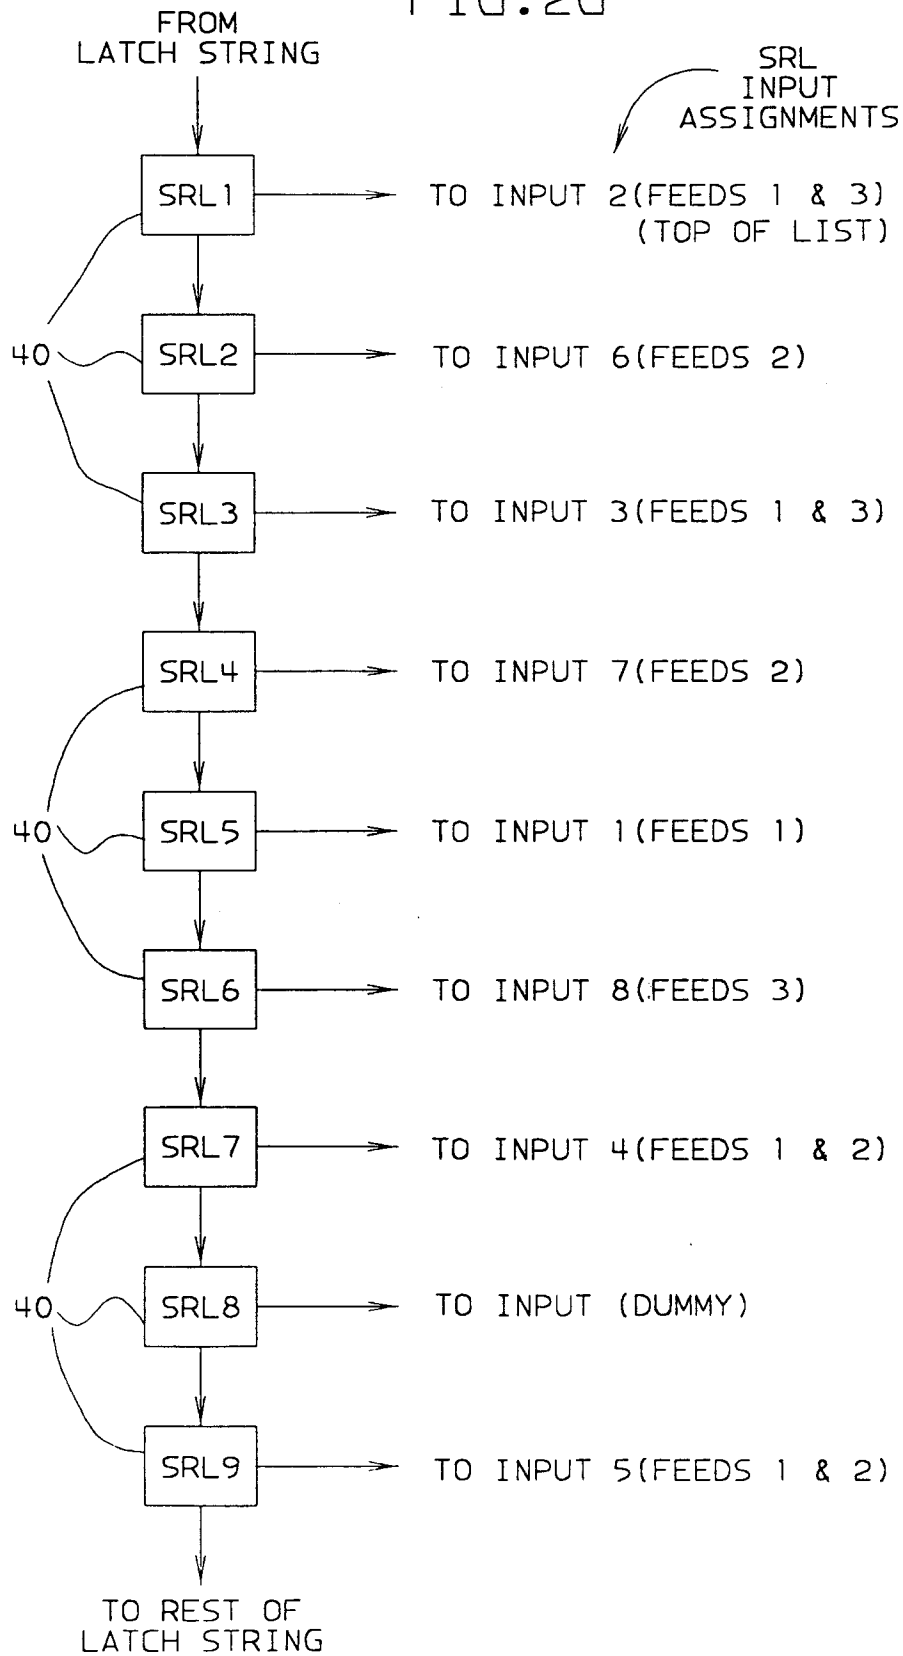 FROM
LATCH STRING
SRL
INPUT
ASSIGNMENTS
SRL1 TO INPUT 2(FEEDS 1 & 3)
(TOP OF LIST)
40 SRL2 TO INPUT 6(FEEDS 2)
SRL3 TO INPUT 3(FEEDS 1 & 3)
SRL4 TO INPUT 7(FEEDS 2)
40 SRL5 TO INPUT 1(FEEDS 1)
SRL6 TO INPUT 8(FEEDS 3)
SRL7 TO INPUT 4(FEEDS 1 & 2)
40 SRL8 TO INPUT (DUMMY)
SRL9 TO INPUT 5(FEEDS 1 & 2)
TO REST OF
LATCH STRING